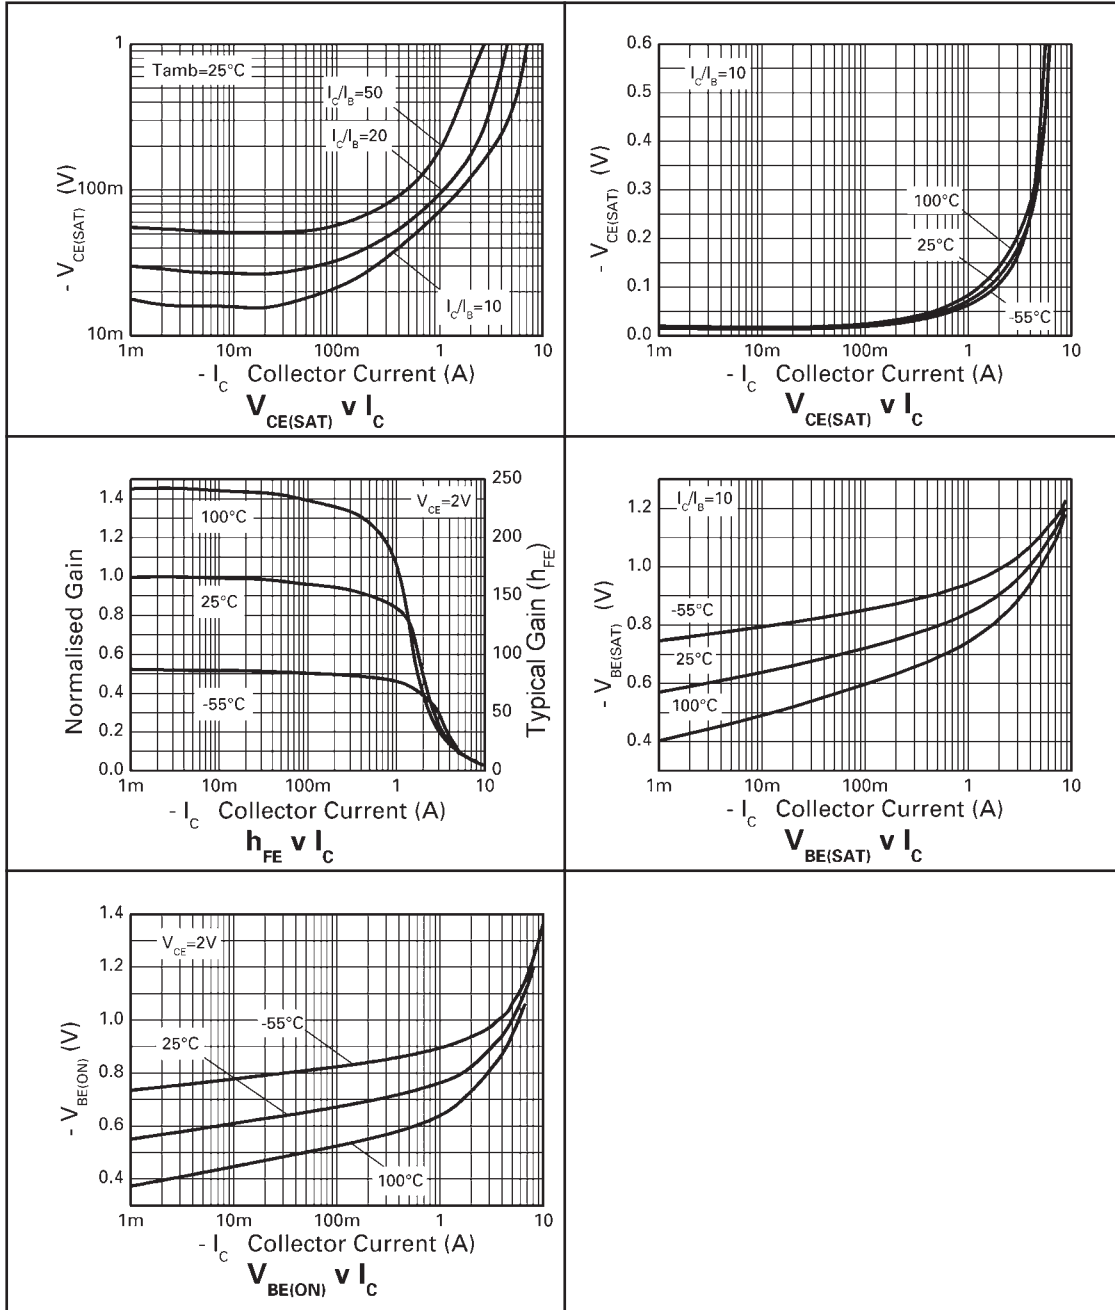 1
100m
10m
- V_CE(SAT) (V)
Tamb=25°C
I_C/I_B=50
I_C/I_B=20
I_C/I_B=10
1m 10m 100m 1 10
- I_C Collector Current (A)
V_CE(SAT) v I_C
0.6
0.5
0.4
0.3
0.2
0.1
0.0
- V_CE(SAT) (V)
I_C/I_B=10
100°C
25°C
-55°C
1m 10m 100m 1 10
- I_C Collector Current (A)
V_CE(SAT) v I_C
1.4
1.2
1.0
0.8
0.6
0.4
0.2
0.0
Normalised Gain
V_CE=2V
100°C
25°C
-55°C
250
200
150
100
50
0
Typical Gain (h_FE)
1m 10m 100m 1 10
- I_C Collector Current (A)
h_FE v I_C
1.2
1.0
0.8
0.6
0.4
- V_BE(SAT) (V)
I_C/I_B=10
-55°C
25°C
100°C
1m 10m 100m 1 10
- I_C Collector Current (A)
V_BE(SAT) v I_C
1.4
1.2
1.0
0.8
0.6
0.4
- V_BE(ON) (V)
V_CE=2V
-55°C
25°C
100°C
1m 10m 100m 1 10
- I_C Collector Current (A)
V_BE(ON) v I_C